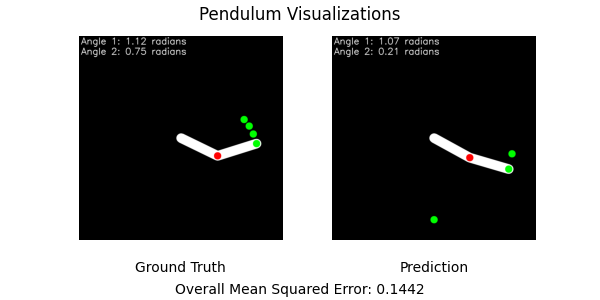 Pendulum Visualizations
Angle 1: 1.12 radians
Angle 2: 0.75 radians
Angle 1: 1.07 radians
Angle 2: 0.21 radians
Ground Truth
Prediction
Overall Mean Squared Error: 0.1442